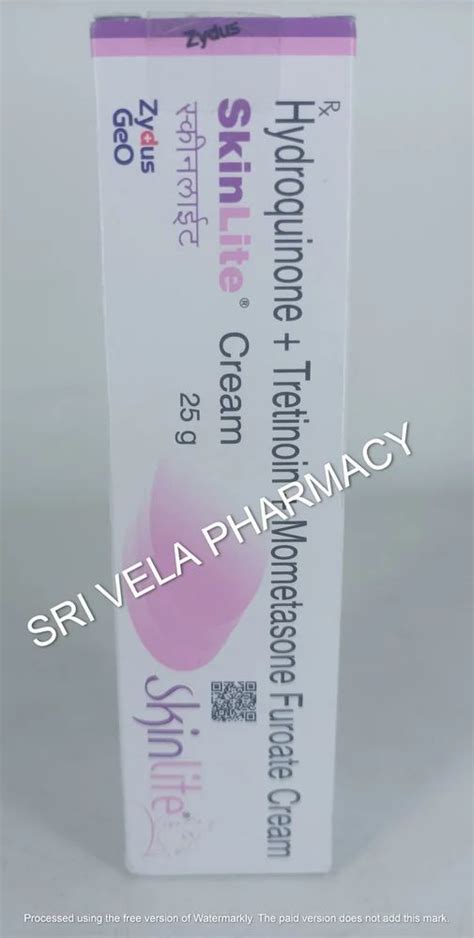 Zydus
Rx
Hydroquinone + Tretinoin + Mometasone Furoate Cream
SkinLite® Cream
स्कीनलाईट
25 g
Zydus
GeO
SRI VELA PHARMACY
Skinlite®
Processed using the free version of Watermarkly. The paid version does not add this mark.